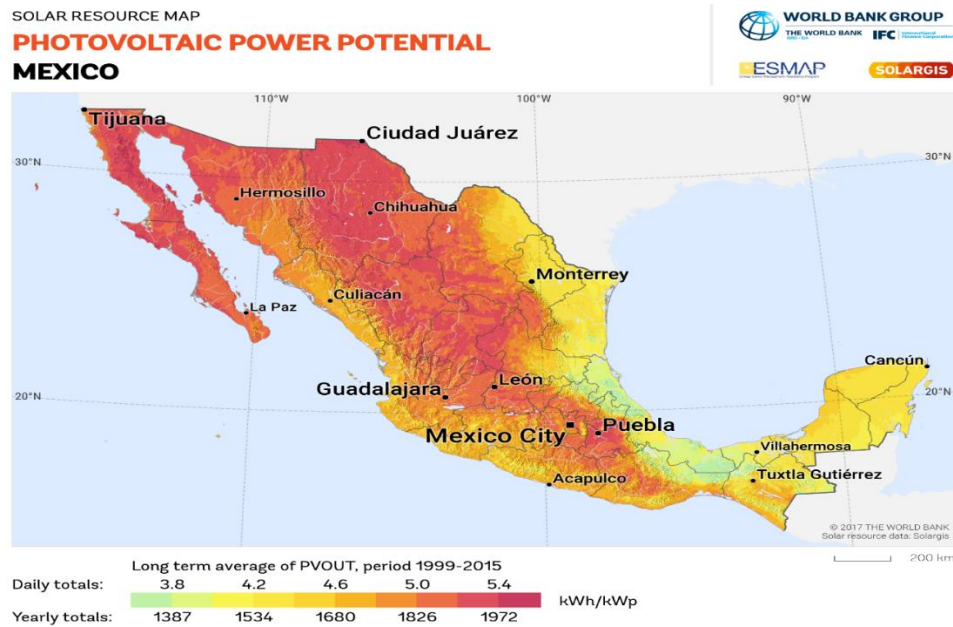 SOLAR RESOURCE MAP
PHOTOVOLTAIC POWER POTENTIAL
MEXICO
WORLD BANK GROUP
THE WORLD BANK
IFC International Finance Corporation
ESMAP
SOLARGIS
110°W 100°W 90°W
Tijuana
Ciudad Juárez
30°N 30°N
Hermosillo
Chihuahua
Monterrey
La Paz
Culiacán
Cancún
Guadalajara
León
20°N 20°N
Mexico City
Puebla
Villahermosa
Acapulco
Tuxtla Gutiérrez
© 2017 THE WORLD BANK
Solar resource data: Solargis
200 km
Long term average of PVOUT, period 1999-2015
Daily totals: 3.8 4.2 4.6 5.0 5.4
kWh/kWp
Yearly totals: 1387 1534 1680 1826 1972